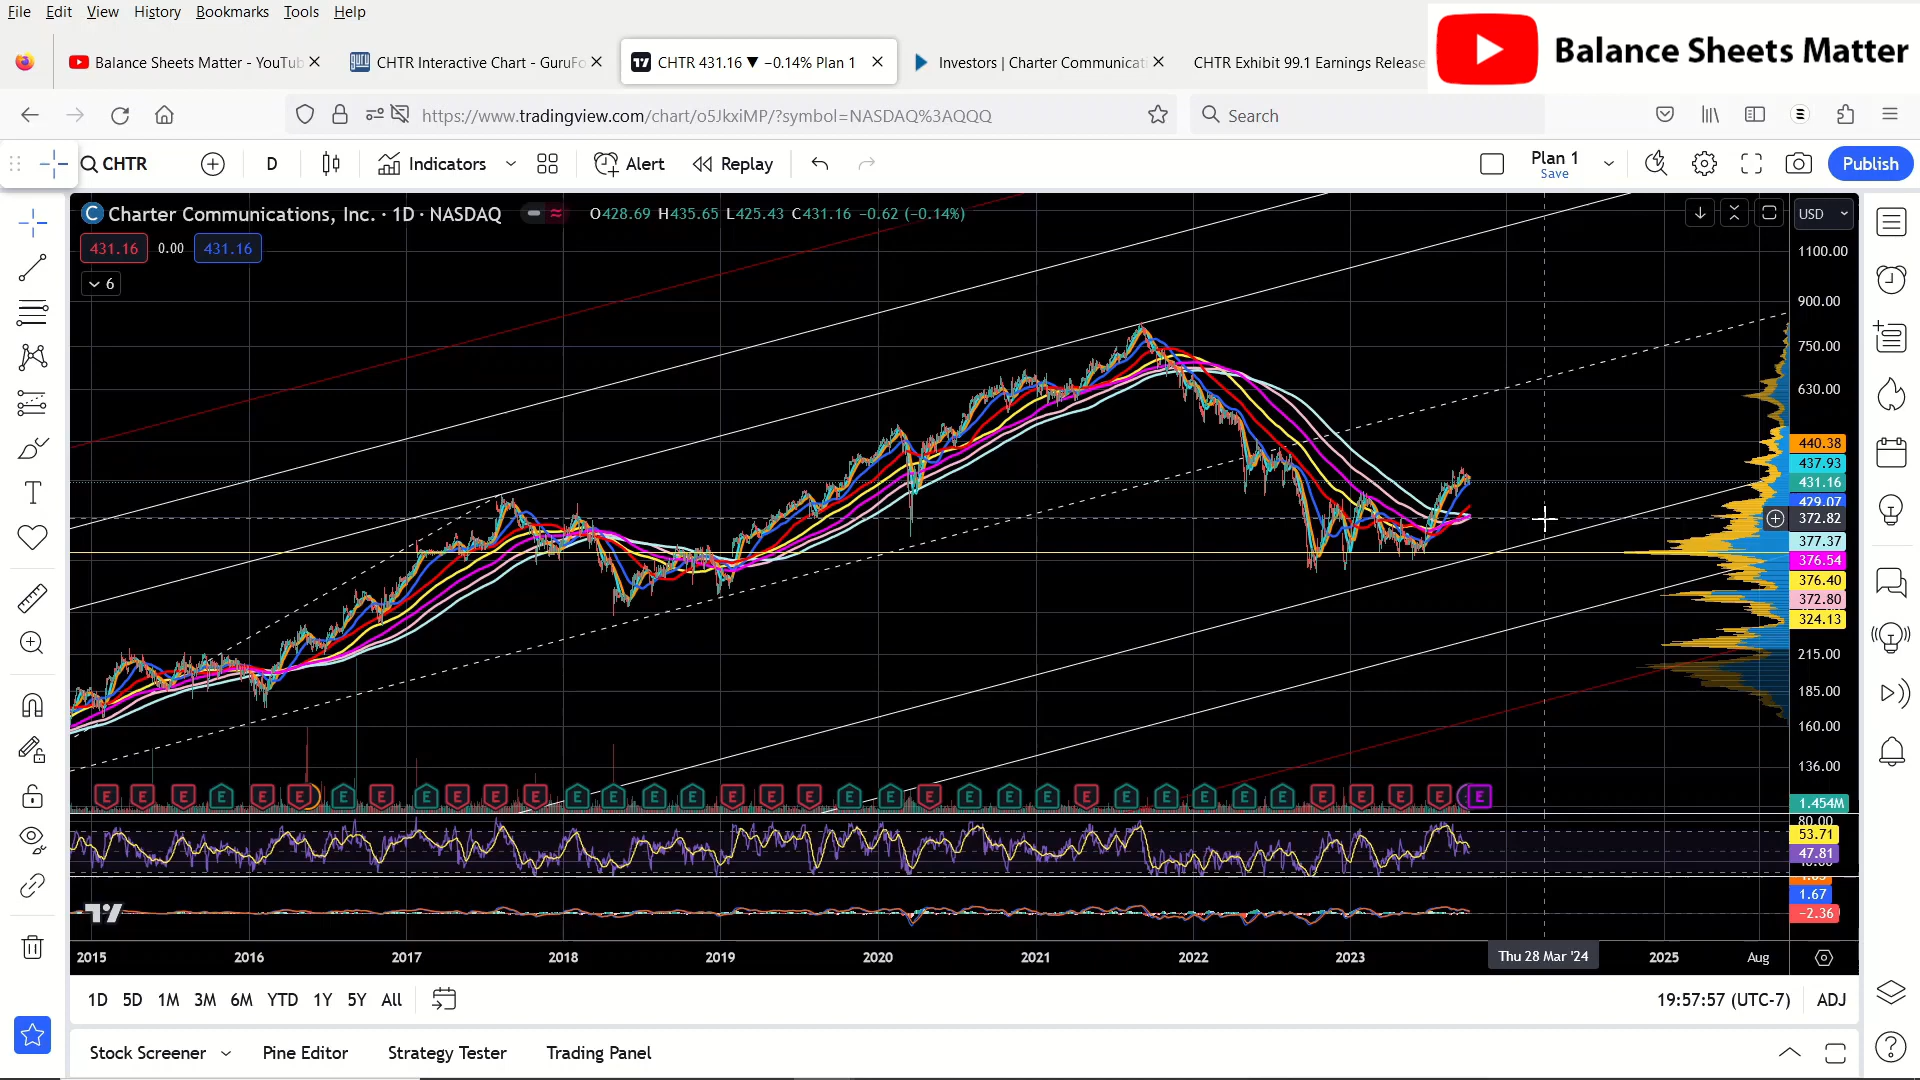 File Edit View History Bookmarks Tools Help
Balance Sheets Matter - YouTub
guru CHTR Interactive Chart - GuruFo
CHTR 431.16 ▼ −0.14% Plan 1
Investors | Charter Communicati
CHTR Exhibit 99.1 Earnings Release
Balance Sheets Matter
https://www.tradingview.com/chart/o5JkxiMP/?symbol=NASDAQ%3AQQQ
Search
CHTR
D
Indicators
Alert
Replay
Plan 1
Save
Publish
C Charter Communications, Inc. · 1D · NASDAQ
O428.69 H435.65 L425.43 C431.16 −0.62 (−0.14%)
USD
431.16 0.00 431.16
6
1100.00
900.00
750.00
630.00
440.38
437.93
431.16
429.07
372.82
377.37
376.54
376.40
372.80
324.13
215.00
185.00
160.00
136.00
E E E E E E E E E E E E E E E E E E E E E E E E E E E E E E E E E E E E
1.454M
80.00
53.71
47.81
1.67
−2.36
2015 2016 2017 2018 2019 2020 2021 2022 2023 Thu 28 Mar '24 2025 Aug
1D 5D 1M 3M 6M YTD 1Y 5Y All
19:57:57 (UTC-7) ADJ
Stock Screener Pine Editor Strategy Tester Trading Panel